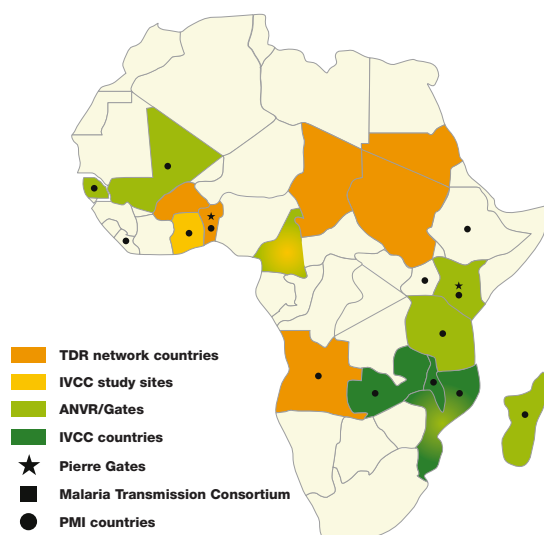 TDR network countries
IVCC study sites
ANVR/Gates
IVCC countries
Pierre Gates
Malaria Transmission Consortium
PMI countries